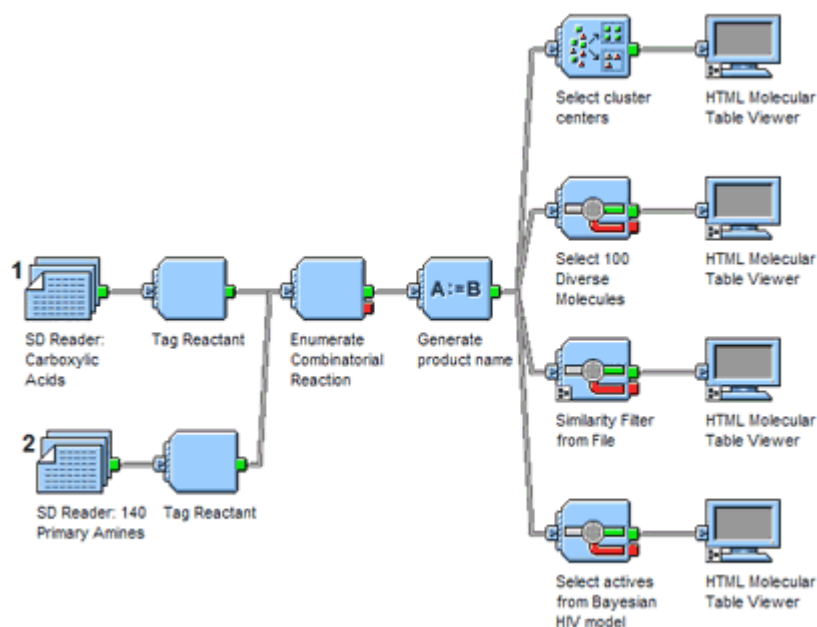 Select cluster
centers
HTML Molecular
Table Viewer
Select 100
Diverse
Molecules
HTML Molecular
Table Viewer
1
SD Reader:
Carboxylic
Acids
Tag Reactant
Enumerate
Combinatorial
Reaction
A:=B
Generate
product name
Similarity Filter
from File
HTML Molecular
Table Viewer
2
SD Reader: 140
Primary Amines
Tag Reactant
Select actives
from Bayesian
HIV model
HTML Molecular
Table Viewer